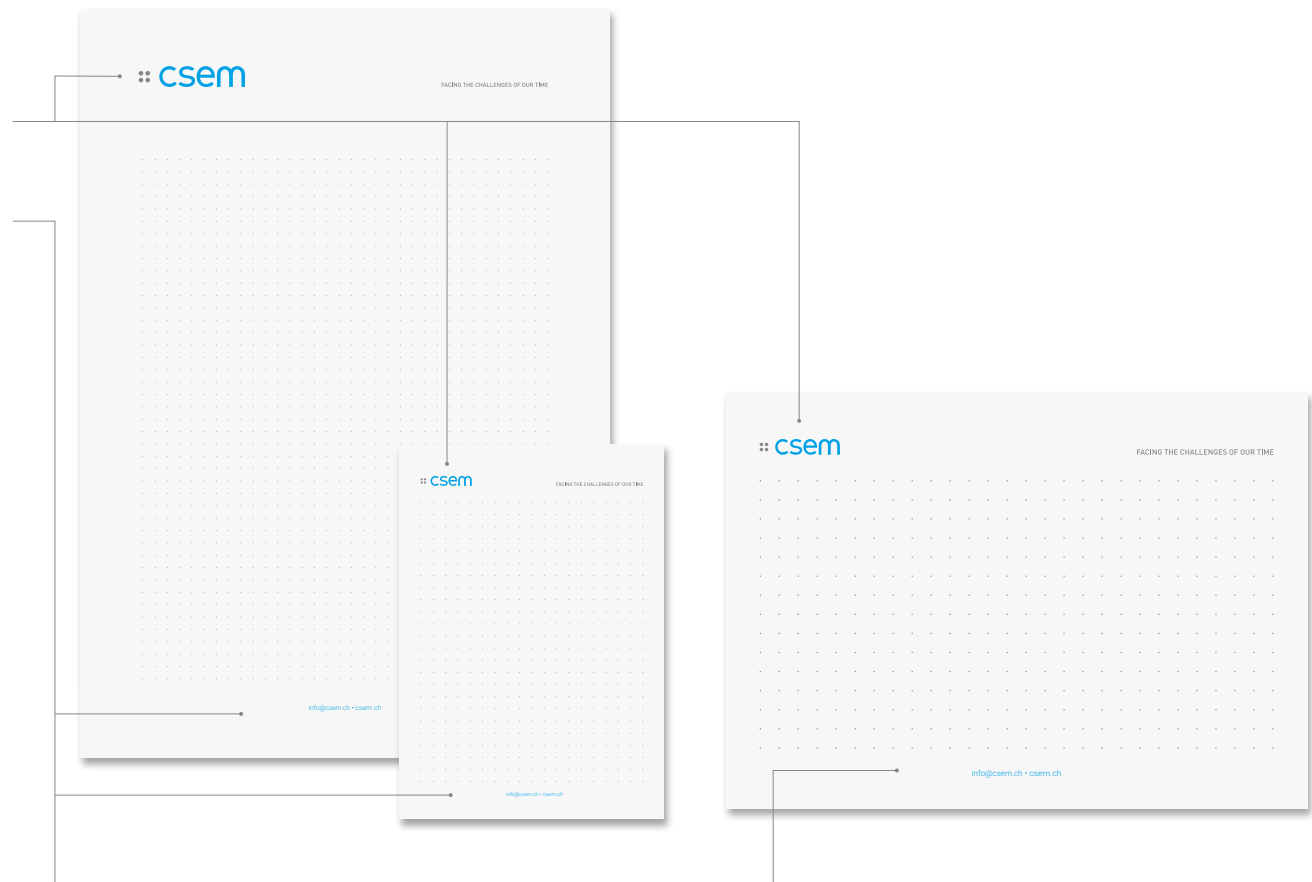 csem
FACING THE CHALLENGES OF OUR TIME
info@csem.ch • csem.ch
csem
FACING THE CHALLENGES OF OUR TIME
info@csem.ch • csem.ch
csem
FACING THE CHALLENGES OF OUR TIME
info@csem.ch • csem.ch